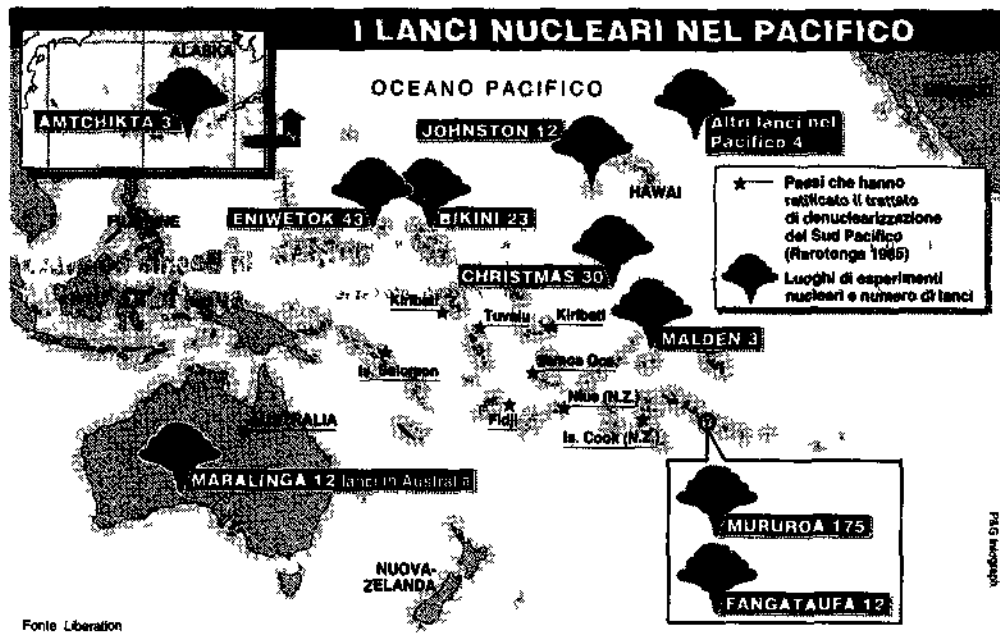 I LANCI NUCLEARI NEL PACIFICO
ALASKA
AMTCHIKTA 3
OCEANO PACIFICO
JOHNSTON 12
Altri lanci nel
Pacifico 4
HAWAI
ENIWETOK 43
BIKINI 23
CHRISTMAS 30
★ Paesi che hanno
ratificato il trattato
di denuclearizzazione
del Sud Pacifico
(Rarotonga 1985)
Luoghi di esperimenti
nucleari e numero di lanci
Kiribati
Tuvalu
Kiribati
MALDEN 3
Is. Salomon
Samoa
Niue (N.Z.)
Fidji
Is. Cook (N.Z.)
AUSTRALIA
MARALINGA 12 lanci in Australia
MURUROA 175
FANGATAUFA 12
NUOVA-
ZELANDA
P&G Infograph
Fonte Liberation